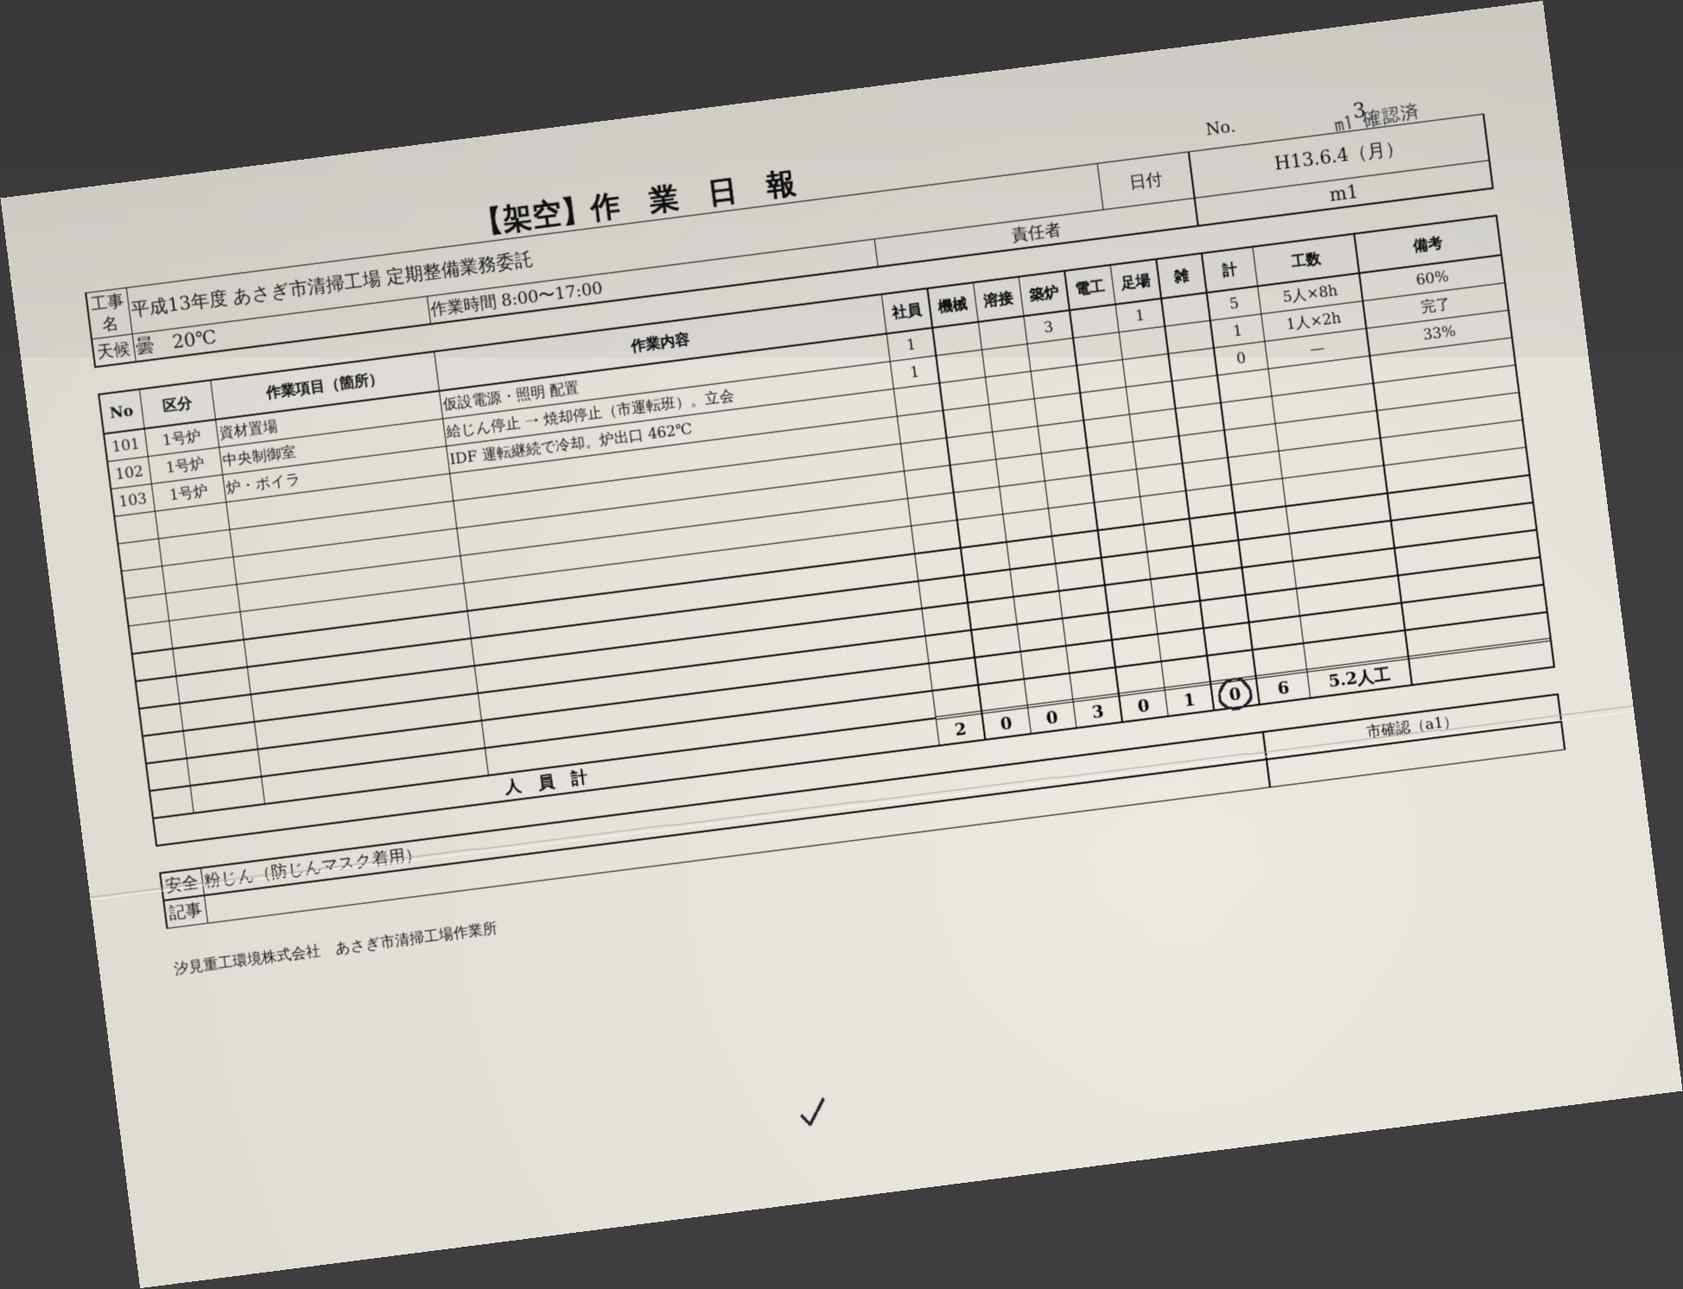 No. 3
m1 確認済
【架空】作 業 日 報
工事名 平成13年度 あさぎ市清掃工場 定期整備業務委託 日付 H13.6.4（月）
天候 曇 20℃ 作業時間 8:00〜17:00 責任者 m1
No 区分 作業項目（箇所） 作業内容 社員 機械 溶接 築炉 電工 足場 雑 計 工数 備考
101 1号炉 資材置場 仮設電源・照明 配置 1 3 1 5 5人×8h 60%
102 1号炉 中央制御室 給じん停止 → 焼却停止（市運転班）。立会 1 1 1人×2h 完了
103 1号炉 炉・ボイラ IDF 運転継続で冷却。炉出口 462℃ 0 — 33%
人 員 計 2 0 0 3 0 1 0 6 5.2人工
安全 粉じん（防じんマスク着用） 市確認（a1）
記事
汐見重工環境株式会社 あさぎ市清掃工場作業所